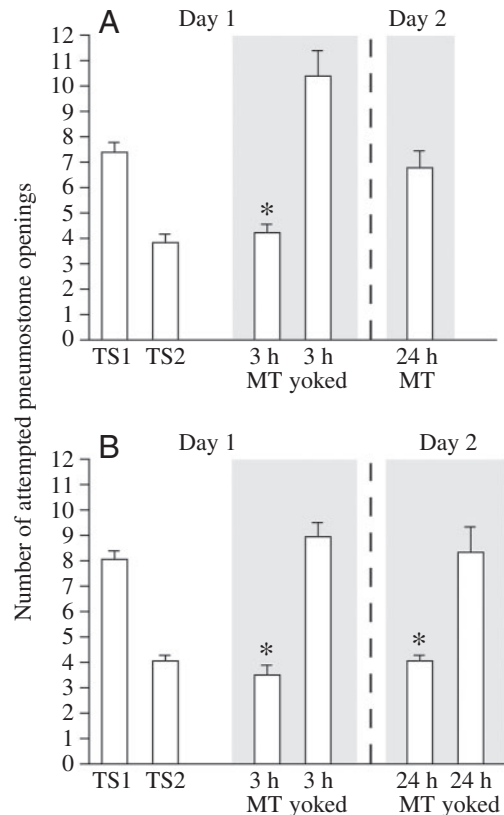 Number of attempted pneumostome openings
A
Day 1
Day 2
12
11
10
9
8
7
6
5
4
3
2
1
0
*
TS1 TS2 3 h 3 h 24 h
MT yoked MT
B
Day 1
Day 2
12
11
10
9
8
7
6
5
4
3
2
1
0
* *
TS1 TS2 3 h 3 h 24 h 24 h
MT yoked MT yoked